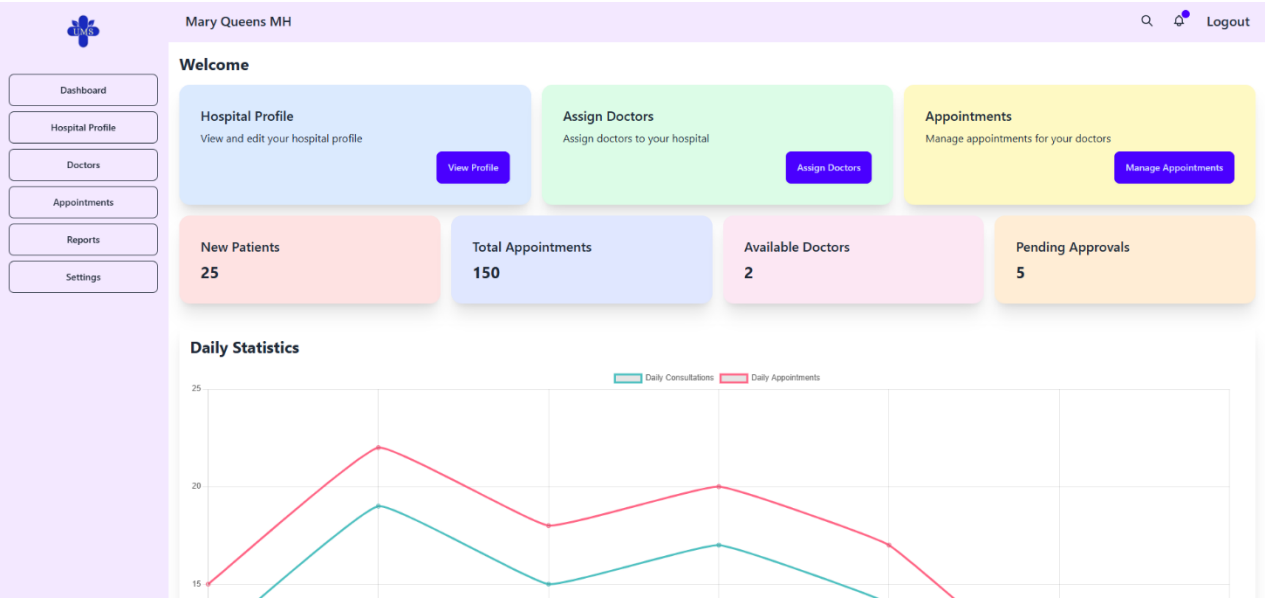 UMS
Mary Queens MH
Logout
Dashboard
Hospital Profile
Doctors
Appointments
Reports
Settings
Welcome
Hospital Profile
View and edit your hospital profile
View Profile
Assign Doctors
Assign doctors to your hospital
Assign Doctors
Appointments
Manage appointments for your doctors
Manage Appointments
New Patients
25
Total Appointments
150
Available Doctors
2
Pending Approvals
5
Daily Statistics
Daily Consultations Daily Appointments
25
20
15